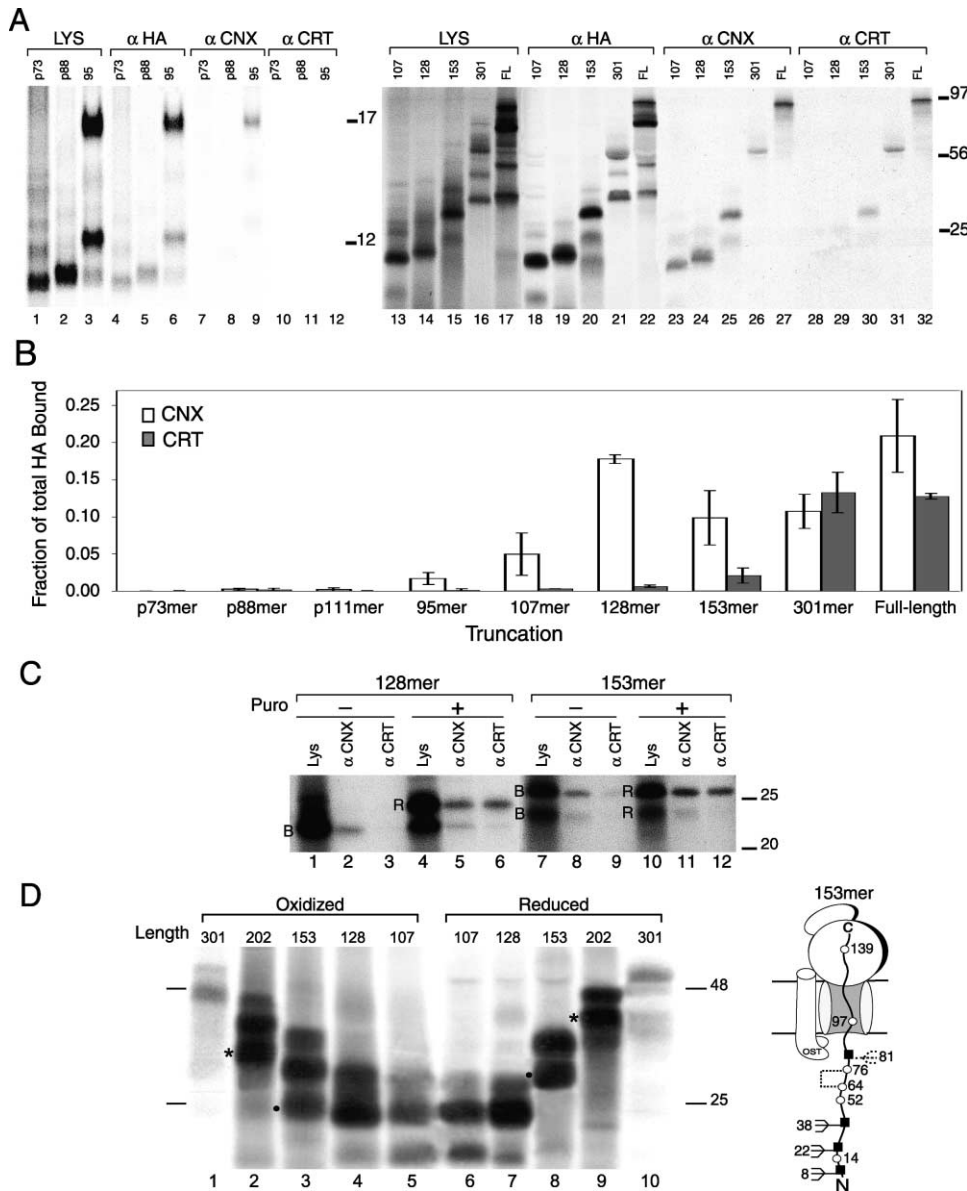 A
LYS α HA α CNX α CRT
p73 p88 95 p73 p88 95 p73 p88 95 p73 p88 95
17
12
1 2 3 4 5 6 7 8 9 10 11 12
LYS α HA α CNX α CRT
107 128 153 301 FL 107 128 153 301 FL 107 128 153 301 FL 107 128 153 301 FL
97
56
25
13 14 15 16 17 18 19 20 21 22 23 24 25 26 27 28 29 30 31 32
B
Fraction of total HA Bound
0.25
0.20
0.15
0.10
0.05
0.00
CNX
CRT
p73mer p88mer p111mer 95mer 107mer 128mer 153mer 301mer Full-length
Truncation
C
128mer 153mer
Puro − + − +
Lys α CNX α CRT Lys α CNX α CRT Lys α CNX α CRT Lys α CNX α CRT
B R B B R R
25
20
1 2 3 4 5 6 7 8 9 10 11 12
D
Oxidized Reduced
Length 301 202 153 128 107 107 128 153 202 301
48 48
25 25
* • • *
1 2 3 4 5 6 7 8 9 10
153mer
C
139
97
OST
81
76
64
52
38
22
14
8
N